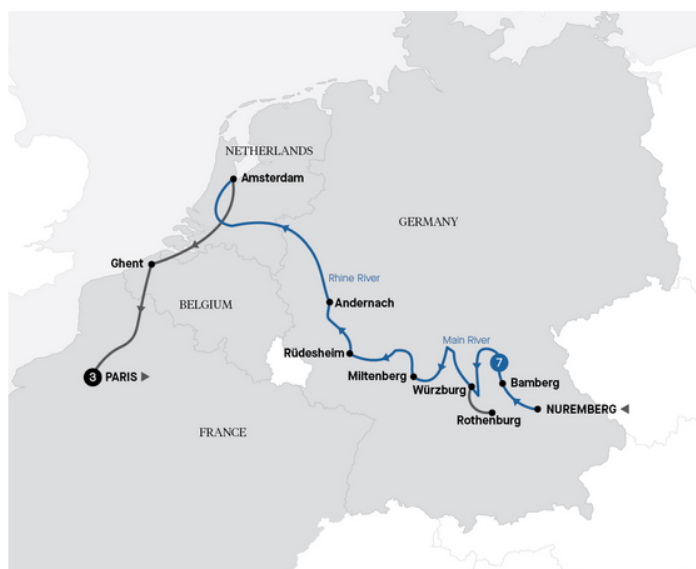 NETHERLANDS
Amsterdam
GERMANY
Ghent
Rhine River
BELGIUM
Andernach
Main River
Rüdesheim
7
3 PARIS
Miltenberg
Bamberg
Würzburg
NUREMBERG
Rothenburg
FRANCE